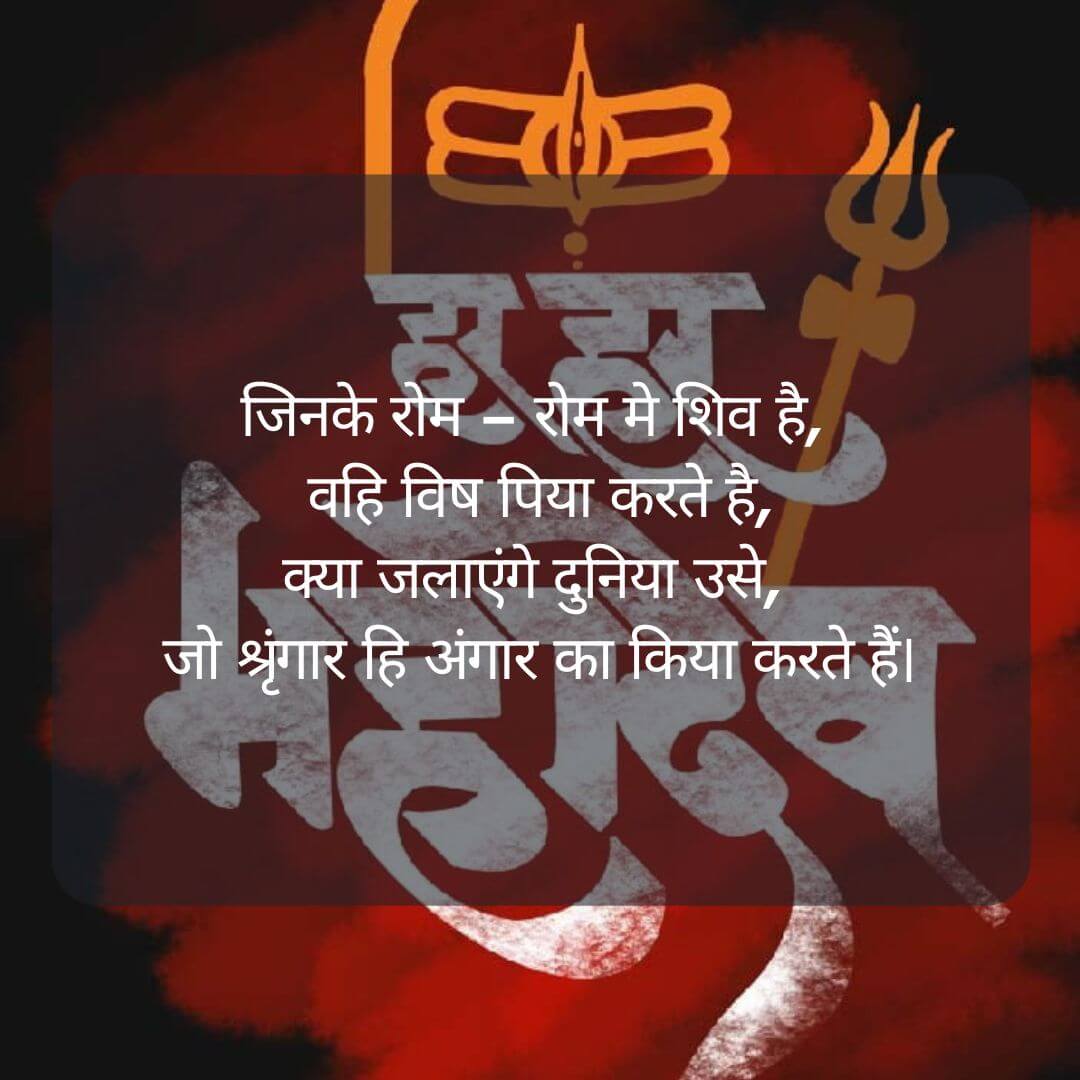 हर हर
महादेव
जिनके रोम – रोम मे शिव है,
वहि विष पिया करते है,
क्या जलाएंगे दुनिया उसे,
जो श्रृंगार हि अंगार का किया करते हैं।